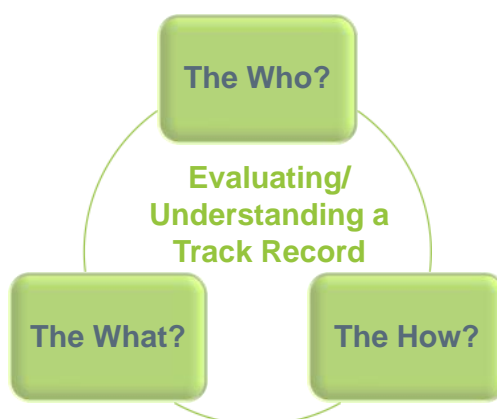 The Who?
Evaluating/
Understanding a
Track Record
The What?
The How?